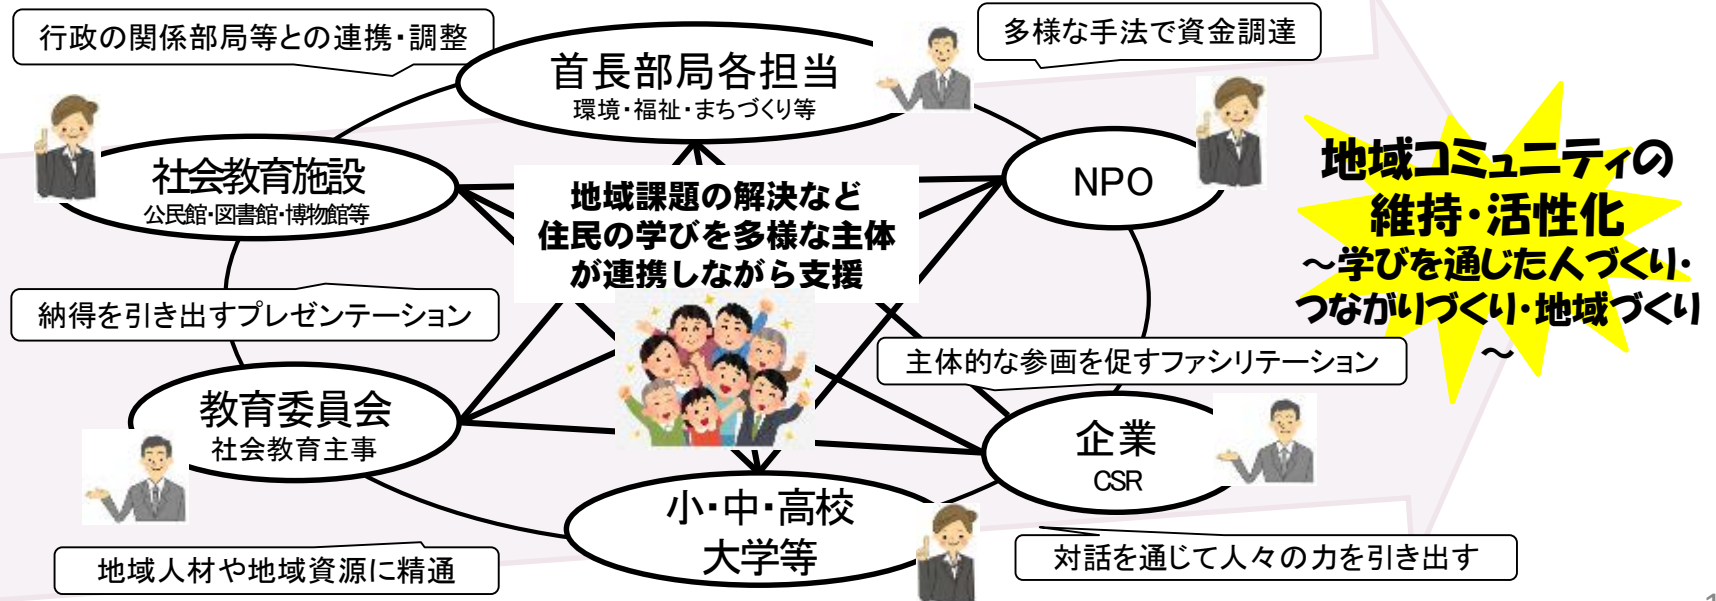 行政の関係部局等との連携・調整
首長部局各担当
環境・福祉・まちづくり等
多様な手法で資金調達
社会教育施設
公民館・図書館・博物館等
地域課題の解決など
住民の学びを多様な主体
が連携しながら支援
NPO
地域コミュニティの
維持・活性化
～学びを通じた人づくり・
つながりづくり・地域づくり
～
納得を引き出すプレゼンテーション
主体的な参画を促すファシリテーション
教育委員会
社会教育主事
企業
CSR
小・中・高校
大学等
地域人材や地域資源に精通
対話を通じて人々の力を引き出す